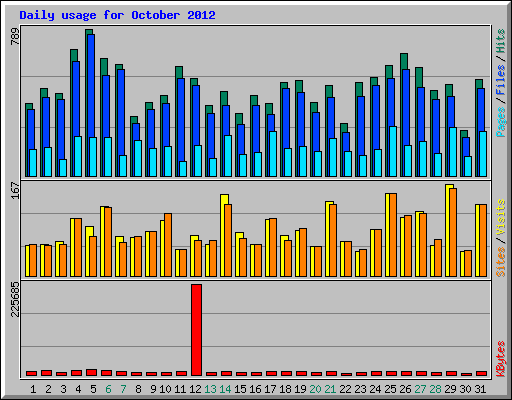 Daily usage for October 2012
789
Pages / Files / Hits
167
Sites / Visits
225685
KBytes
1 2 3 4 5 6 7 8 9 10 11 12 13 14 15 16 17 18 19 20 21 22 23 24 25 26 27 28 29 30 31